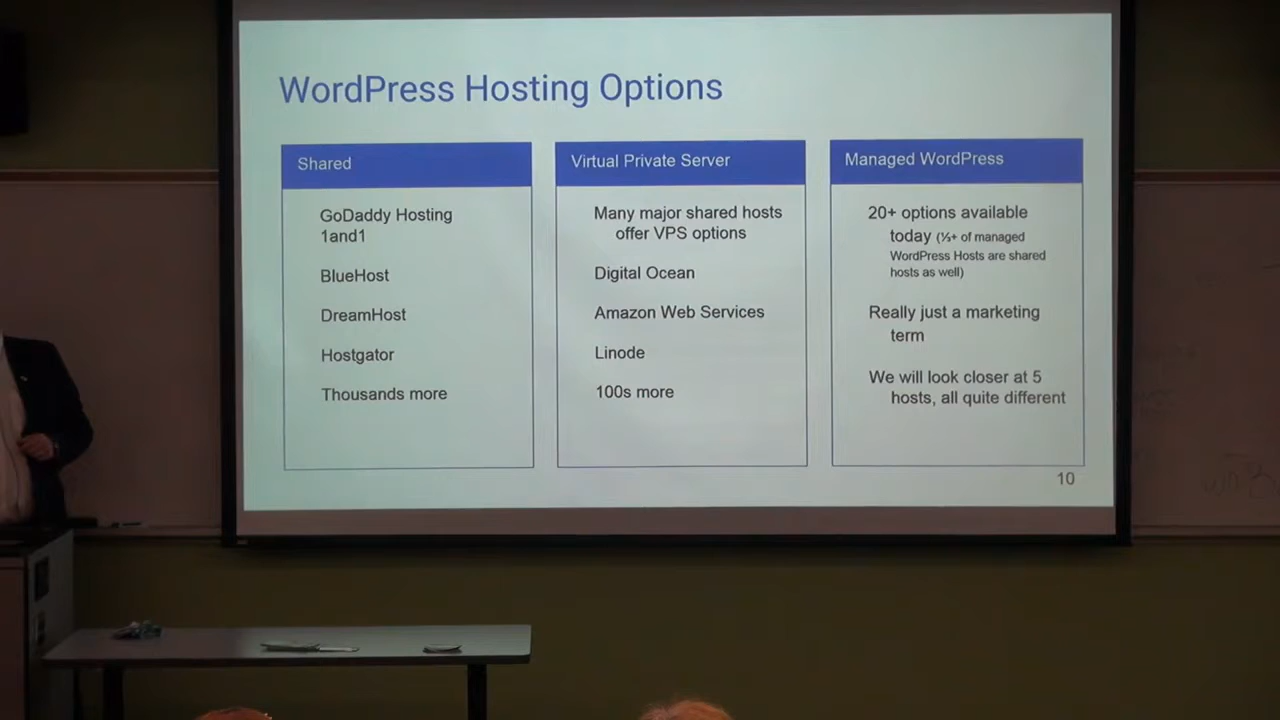 WordPress Hosting Options
Shared
GoDaddy Hosting
1and1
BlueHost
DreamHost
Hostgator
Thousands more
Virtual Private Server
Many major shared hosts
offer VPS options
Digital Ocean
Amazon Web Services
Linode
100s more
Managed WordPress
20+ options available
today (⅓+ of managed
WordPress Hosts are shared
hosts as well)
Really just a marketing
term
We will look closer at 5
hosts, all quite different
10